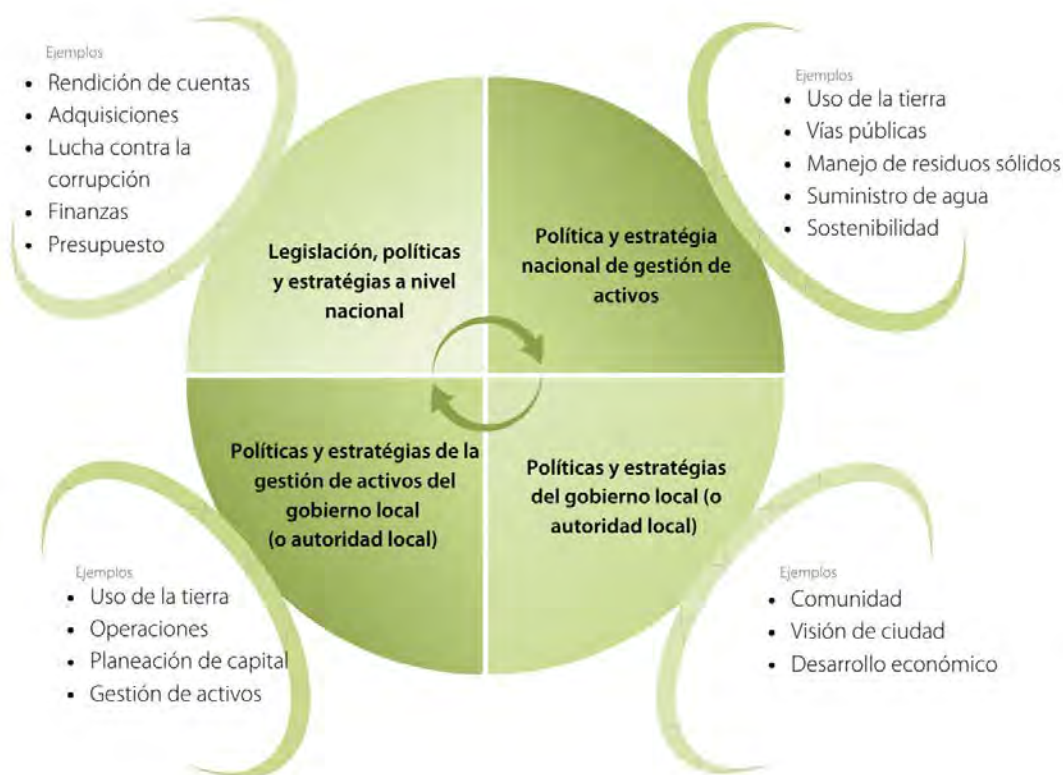 Ejemplos
• Rendición de cuentas
• Adquisiciones
• Lucha contra la
corrupción
• Finanzas
• Presupuesto
Ejemplos
• Uso de la tierra
• Vías públicas
• Manejo de residuos sólidos
• Suministro de agua
• Sostenibilidad
Legislación, políticas
y estratégias a nivel
nacional
Política y estratégia
nacional de gestión de
activos
Políticas y estratégias de la
gestión de activos del
gobierno local
(o autoridad local)
Políticas y estratégias
del gobierno local (o
autoridad local)
Ejemplos
• Uso de la tierra
• Operaciones
• Planeación de capital
• Gestión de activos
Ejemplos
• Comunidad
• Visión de ciudad
• Desarrollo económico